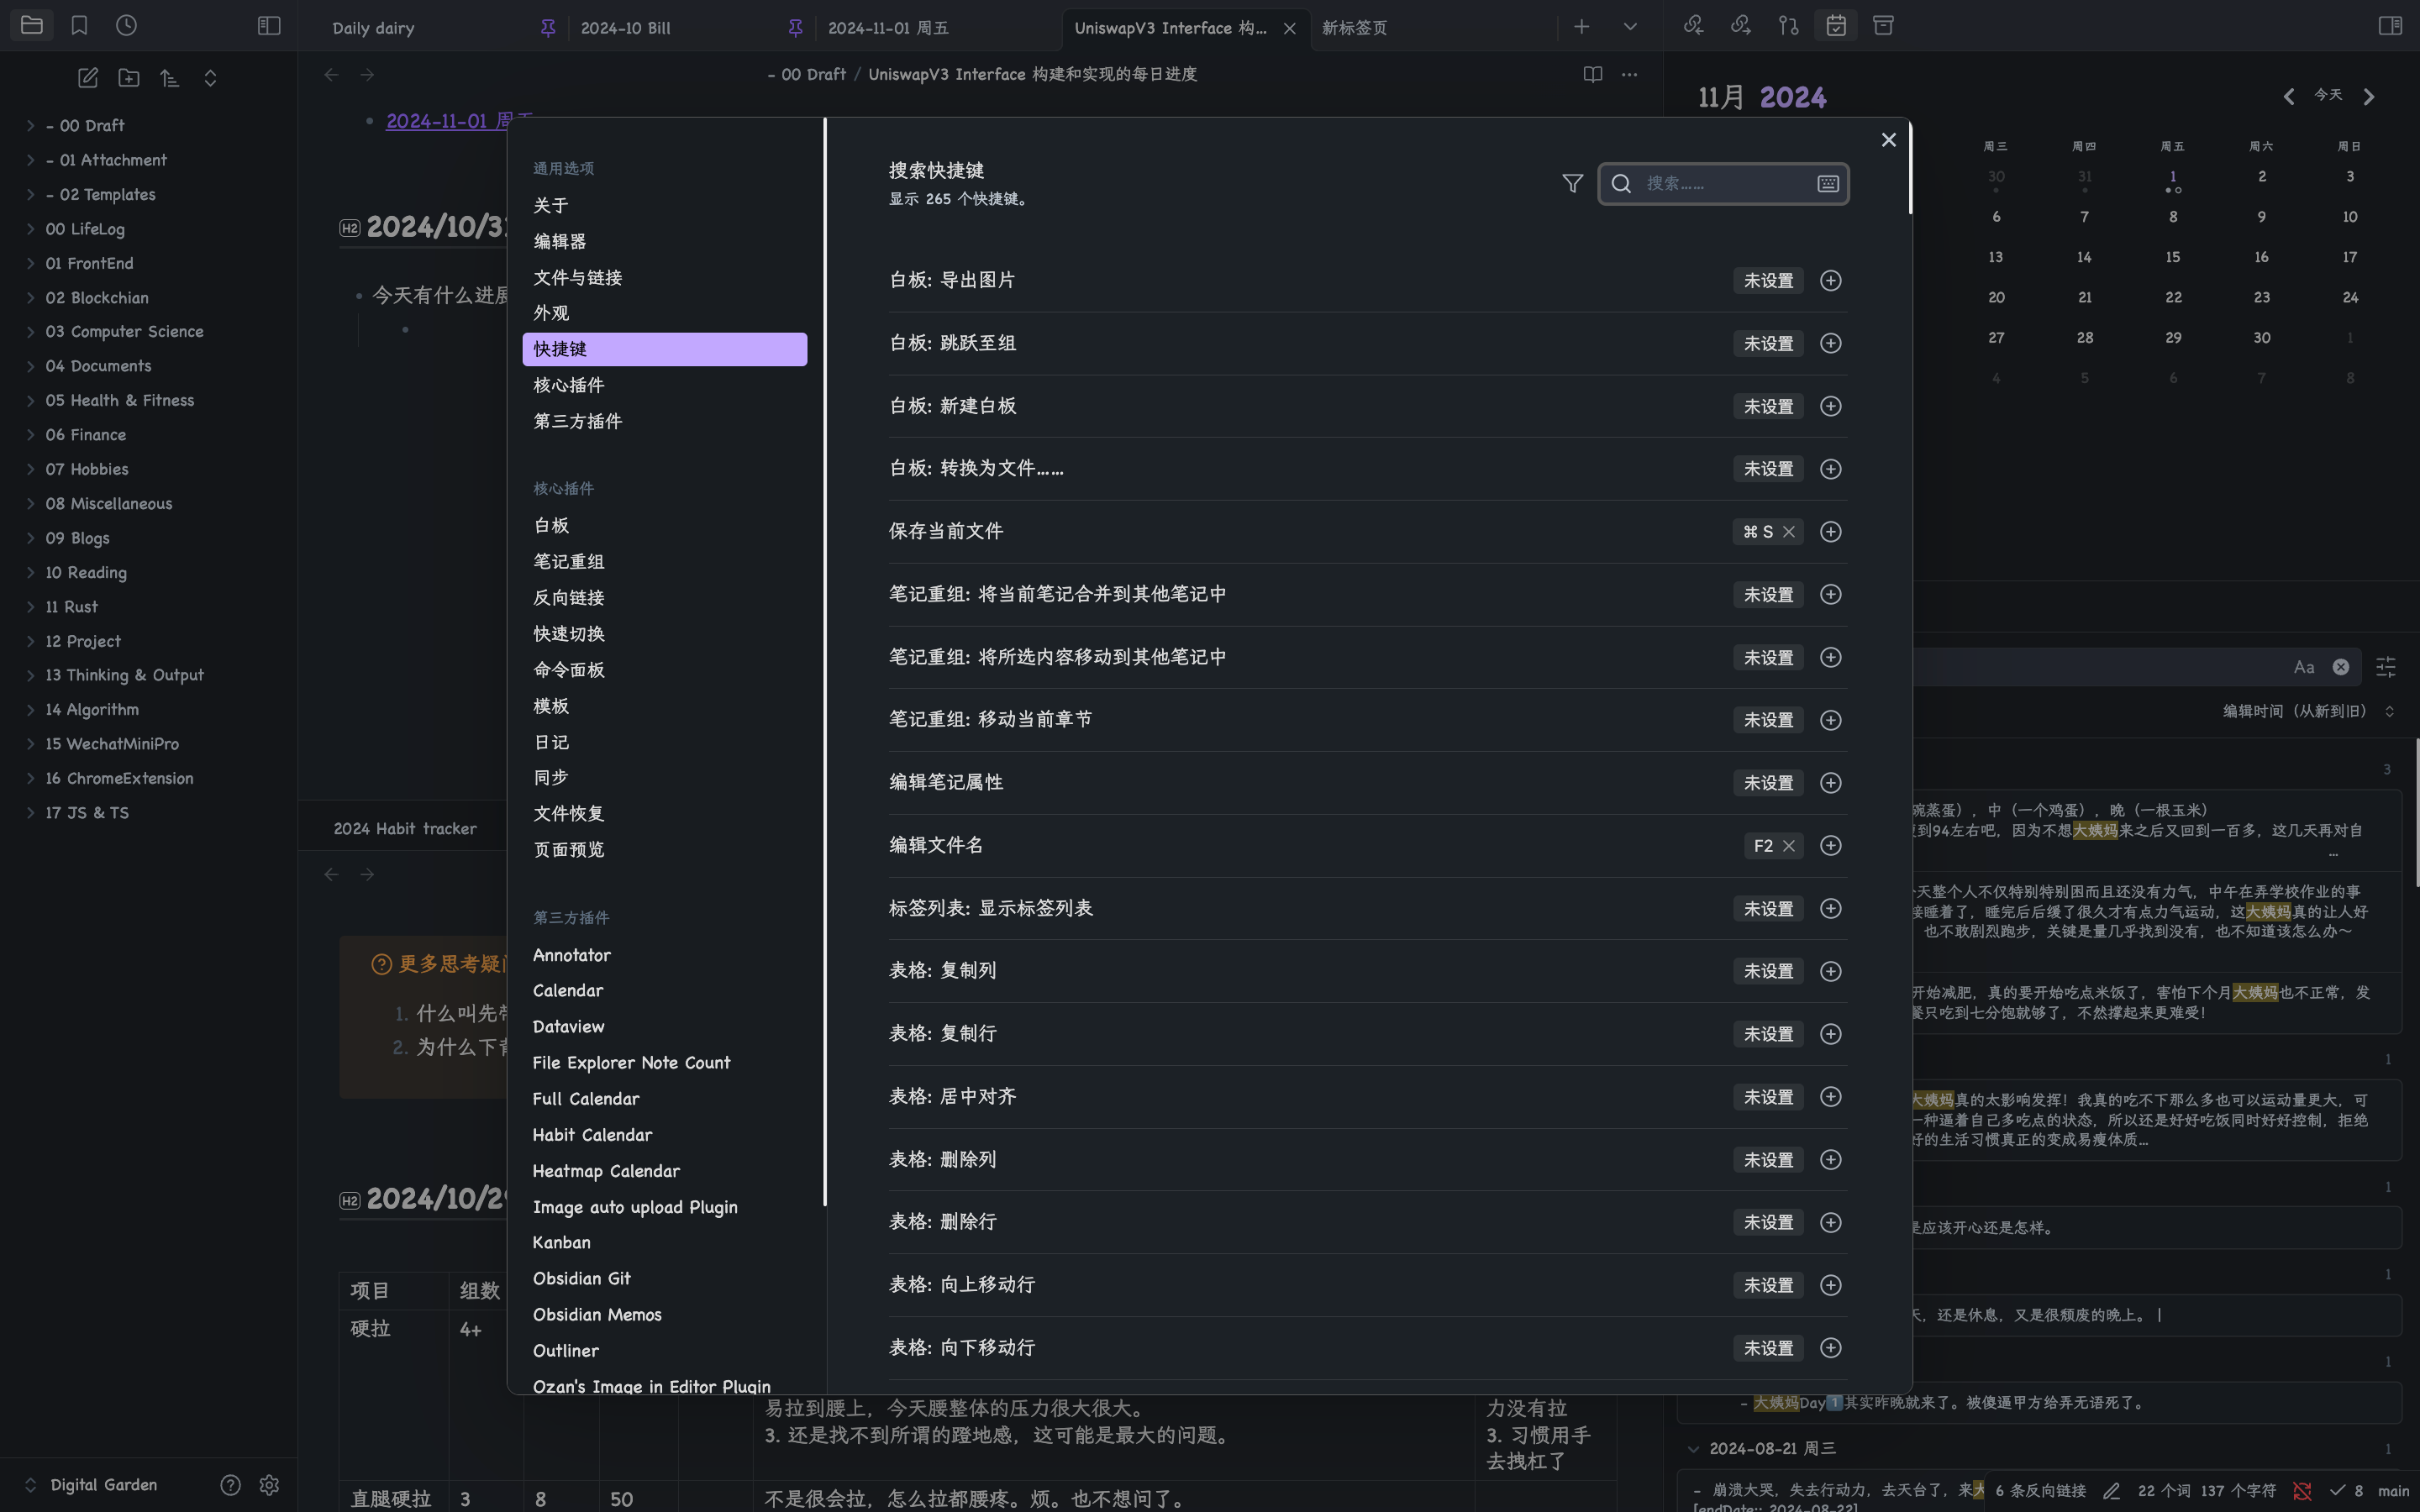 Daily dairy
2024-10 Bill
2024-11-01 周五
UniswapV3 Interface 构...
新标签页
- 00 Draft / UniswapV3 Interface 构建和实现的每日进度
- 00 Draft
- 01 Attachment
- 02 Templates
00 LifeLog
01 FrontEnd
02 Blockchian
03 Computer Science
04 Documents
05 Health & Fitness
06 Finance
07 Hobbies
08 Miscellaneous
09 Blogs
10 Reading
11 Rust
12 Project
13 Thinking & Output
14 Algorithm
15 WechatMiniPro
16 ChromeExtension
17 JS & TS
Digital Garden
2024-11-01 周五
H2 2024/10/31
今天有什么进展
2024 Habit tracker
更多思考疑问
1. 什么叫先
2. 为什么下
H2 2024/10/29
项目 组数
硬拉 4+
易拉到腰上，今天腰整体的压力很大很大。
3. 还是找不到所谓的蹬地感，这可能是最大的问题。
力没有拉
3. 习惯用手
去拽杠了
直腿硬拉 3 8 50 不是很会拉，怎么拉都腰疼。烦。也不想问了。
通用选项
关于
编辑器
文件与链接
外观
快捷键
核心插件
第三方插件
核心插件
白板
笔记重组
反向链接
快速切换
命令面板
模板
日记
同步
文件恢复
页面预览
第三方插件
Annotator
Calendar
Dataview
File Explorer Note Count
Full Calendar
Habit Calendar
Heatmap Calendar
Image auto upload Plugin
Kanban
Obsidian Git
Obsidian Memos
Outliner
Ozan's Image in Editor Plugin
搜索快捷键
显示 265 个快捷键。
搜索……
白板: 导出图片 未设置
白板: 跳跃至组 未设置
白板: 新建白板 未设置
白板: 转换为文件…… 未设置
保存当前文件 ⌘ S
笔记重组: 将当前笔记合并到其他笔记中 未设置
笔记重组: 将所选内容移动到其他笔记中 未设置
笔记重组: 移动当前章节 未设置
编辑笔记属性 未设置
编辑文件名 F2
标签列表: 显示标签列表 未设置
表格: 复制列 未设置
表格: 复制行 未设置
表格: 居中对齐 未设置
表格: 删除列 未设置
表格: 删除行 未设置
表格: 向上移动行 未设置
表格: 向下移动行 未设置
11月 2024
今天
周三 周四 周五 周六 周日
30 31 1 2 3
6 7 8 9 10
13 14 15 16 17
20 21 22 23 24
27 28 29 30 1
4 5 6 7 8
Aa
编辑时间（从新到旧）
3
碗蒸蛋），中（一个鸡蛋），晚（一根玉米）
到94左右吧，因为不想大姨妈来之后又回到一百多，这几天再对自
...
天整个人不仅特别特别困而且还没有力气，中午在弄学校作业的事
接睡着了，睡完后后缓了很久才有点力气运动，这大姨妈真的让人好
也不敢剧烈跑步，关键是量几乎找到没有，也不知道该怎么办～
开始减肥，真的要开始吃点米饭了，害怕下个月大姨妈也不正常，发
餐只吃到七分饱就够了，不然撑起来更难受！
1
大姨妈真的太影响发挥！我真的吃不下那么多也可以运动量更大，可
一种逼着自己多吃点的状态，所以还是好好吃饭同时好好控制，拒绝
好的生活习惯真正的变成易瘦体质...
1
是应该开心还是怎样。
1
天，还是休息，又是很颓废的晚上。 |
1
- 大姨妈Day1其实昨晚就来了。被傻逼甲方给弄无语死了。
2024-08-21 周三 1
- 崩溃大哭，失去行动力，去天台了，来大
[endDate:: 2024-08-22]
6 条反向链接 22 个词 137 个字符 8 main